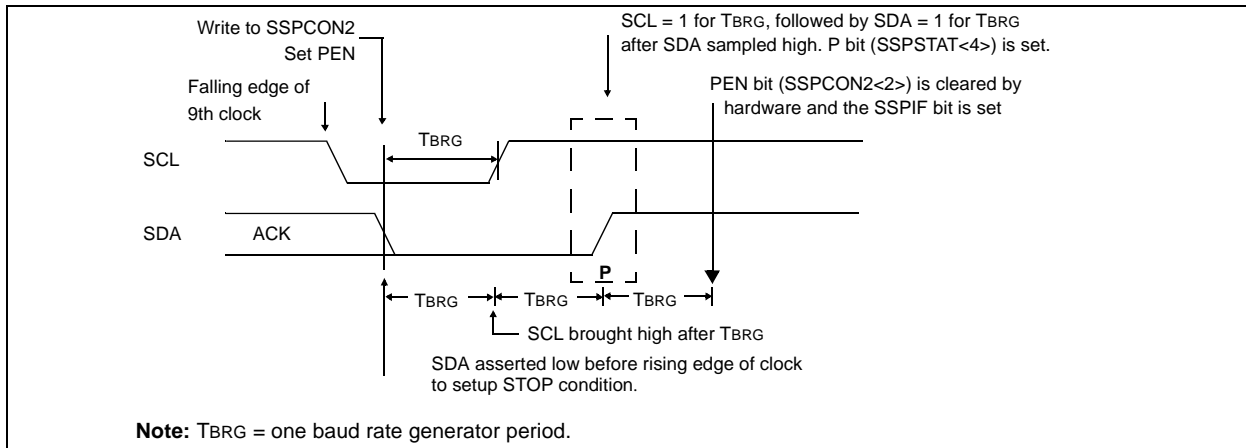 Write to SSPCON2
Set PEN
SCL = 1 for TBRG, followed by SDA = 1 for TBRG
after SDA sampled high. P bit (SSPSTAT<4>) is set.
Falling edge of
9th clock
PEN bit (SSPCON2<2>) is cleared by
hardware and the SSPIF bit is set
TBRG
SCL
SDA
ACK
P
TBRG
TBRG
TBRG
SCL brought high after TBRG
SDA asserted low before rising edge of clock
to setup STOP condition.
Note: TBRG = one baud rate generator period.